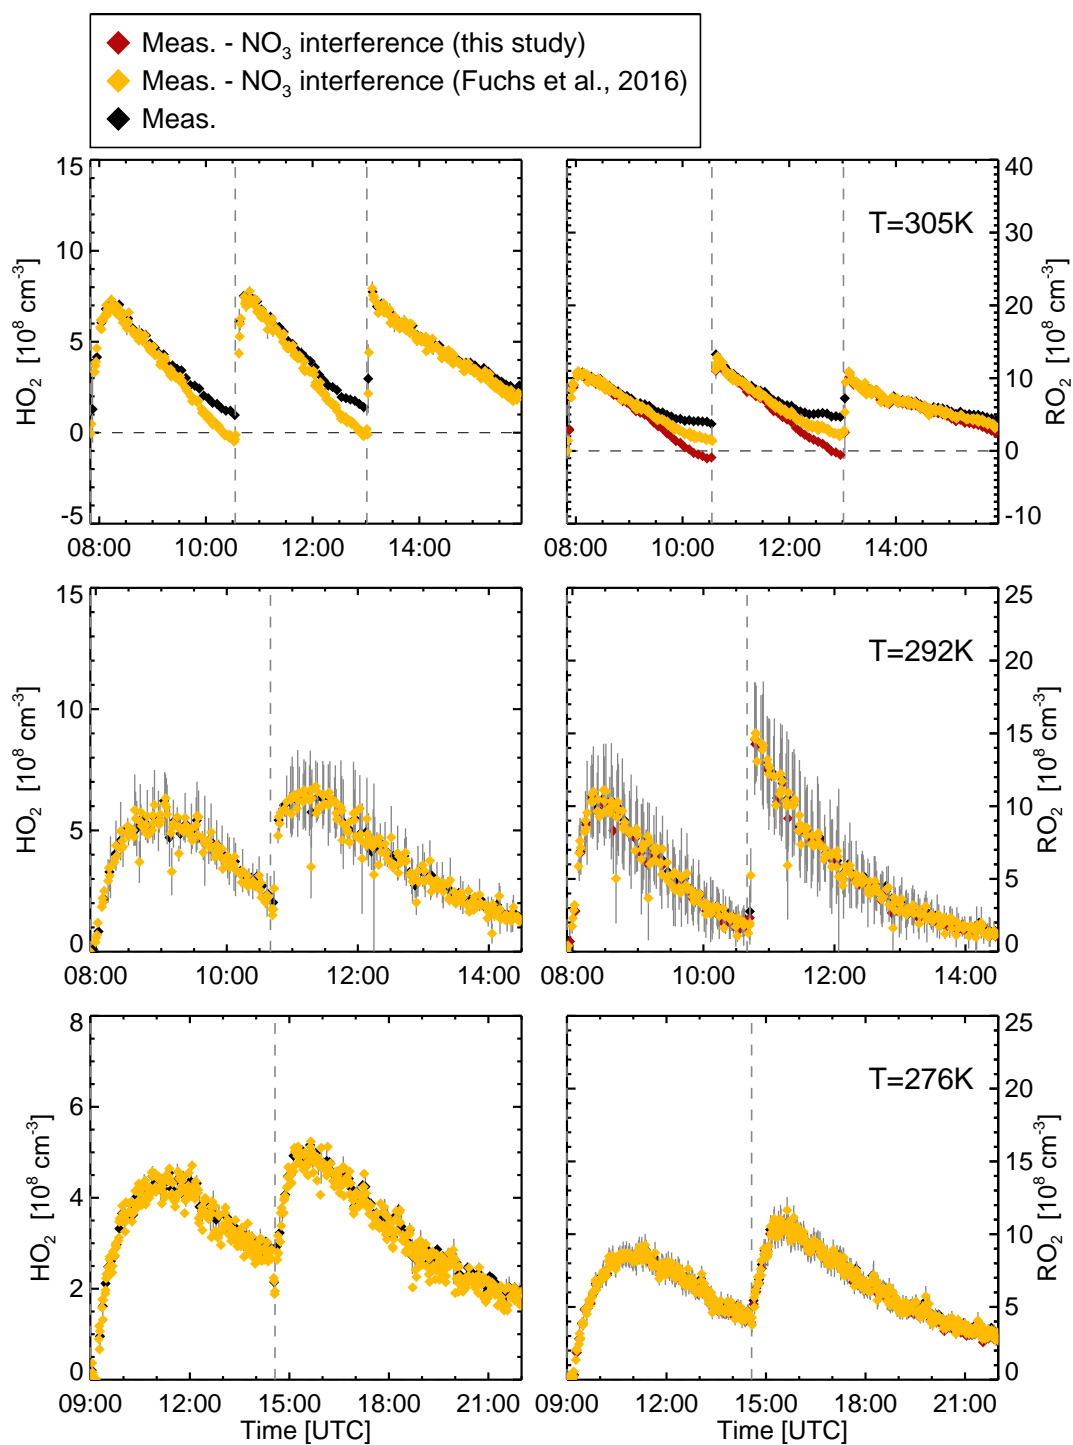 Meas. - NO3 interference (this study)
Meas. - NO3 interference (Fuchs et al., 2016)
Meas.
15
10
5
0
-5
HO2 [10^8 cm^-3]
08:00 10:00 12:00 14:00
T=305K
40
30
20
10
0
-10
RO2 [10^8 cm^-3]
08:00 10:00 12:00 14:00
15
10
5
0
HO2 [10^8 cm^-3]
08:00 10:00 12:00 14:00
T=292K
25
20
15
10
5
0
RO2 [10^8 cm^-3]
08:00 10:00 12:00 14:00
8
6
4
2
0
HO2 [10^8 cm^-3]
09:00 12:00 15:00 18:00 21:00
Time [UTC]
T=276K
25
20
15
10
5
0
RO2 [10^8 cm^-3]
09:00 12:00 15:00 18:00 21:00
Time [UTC]